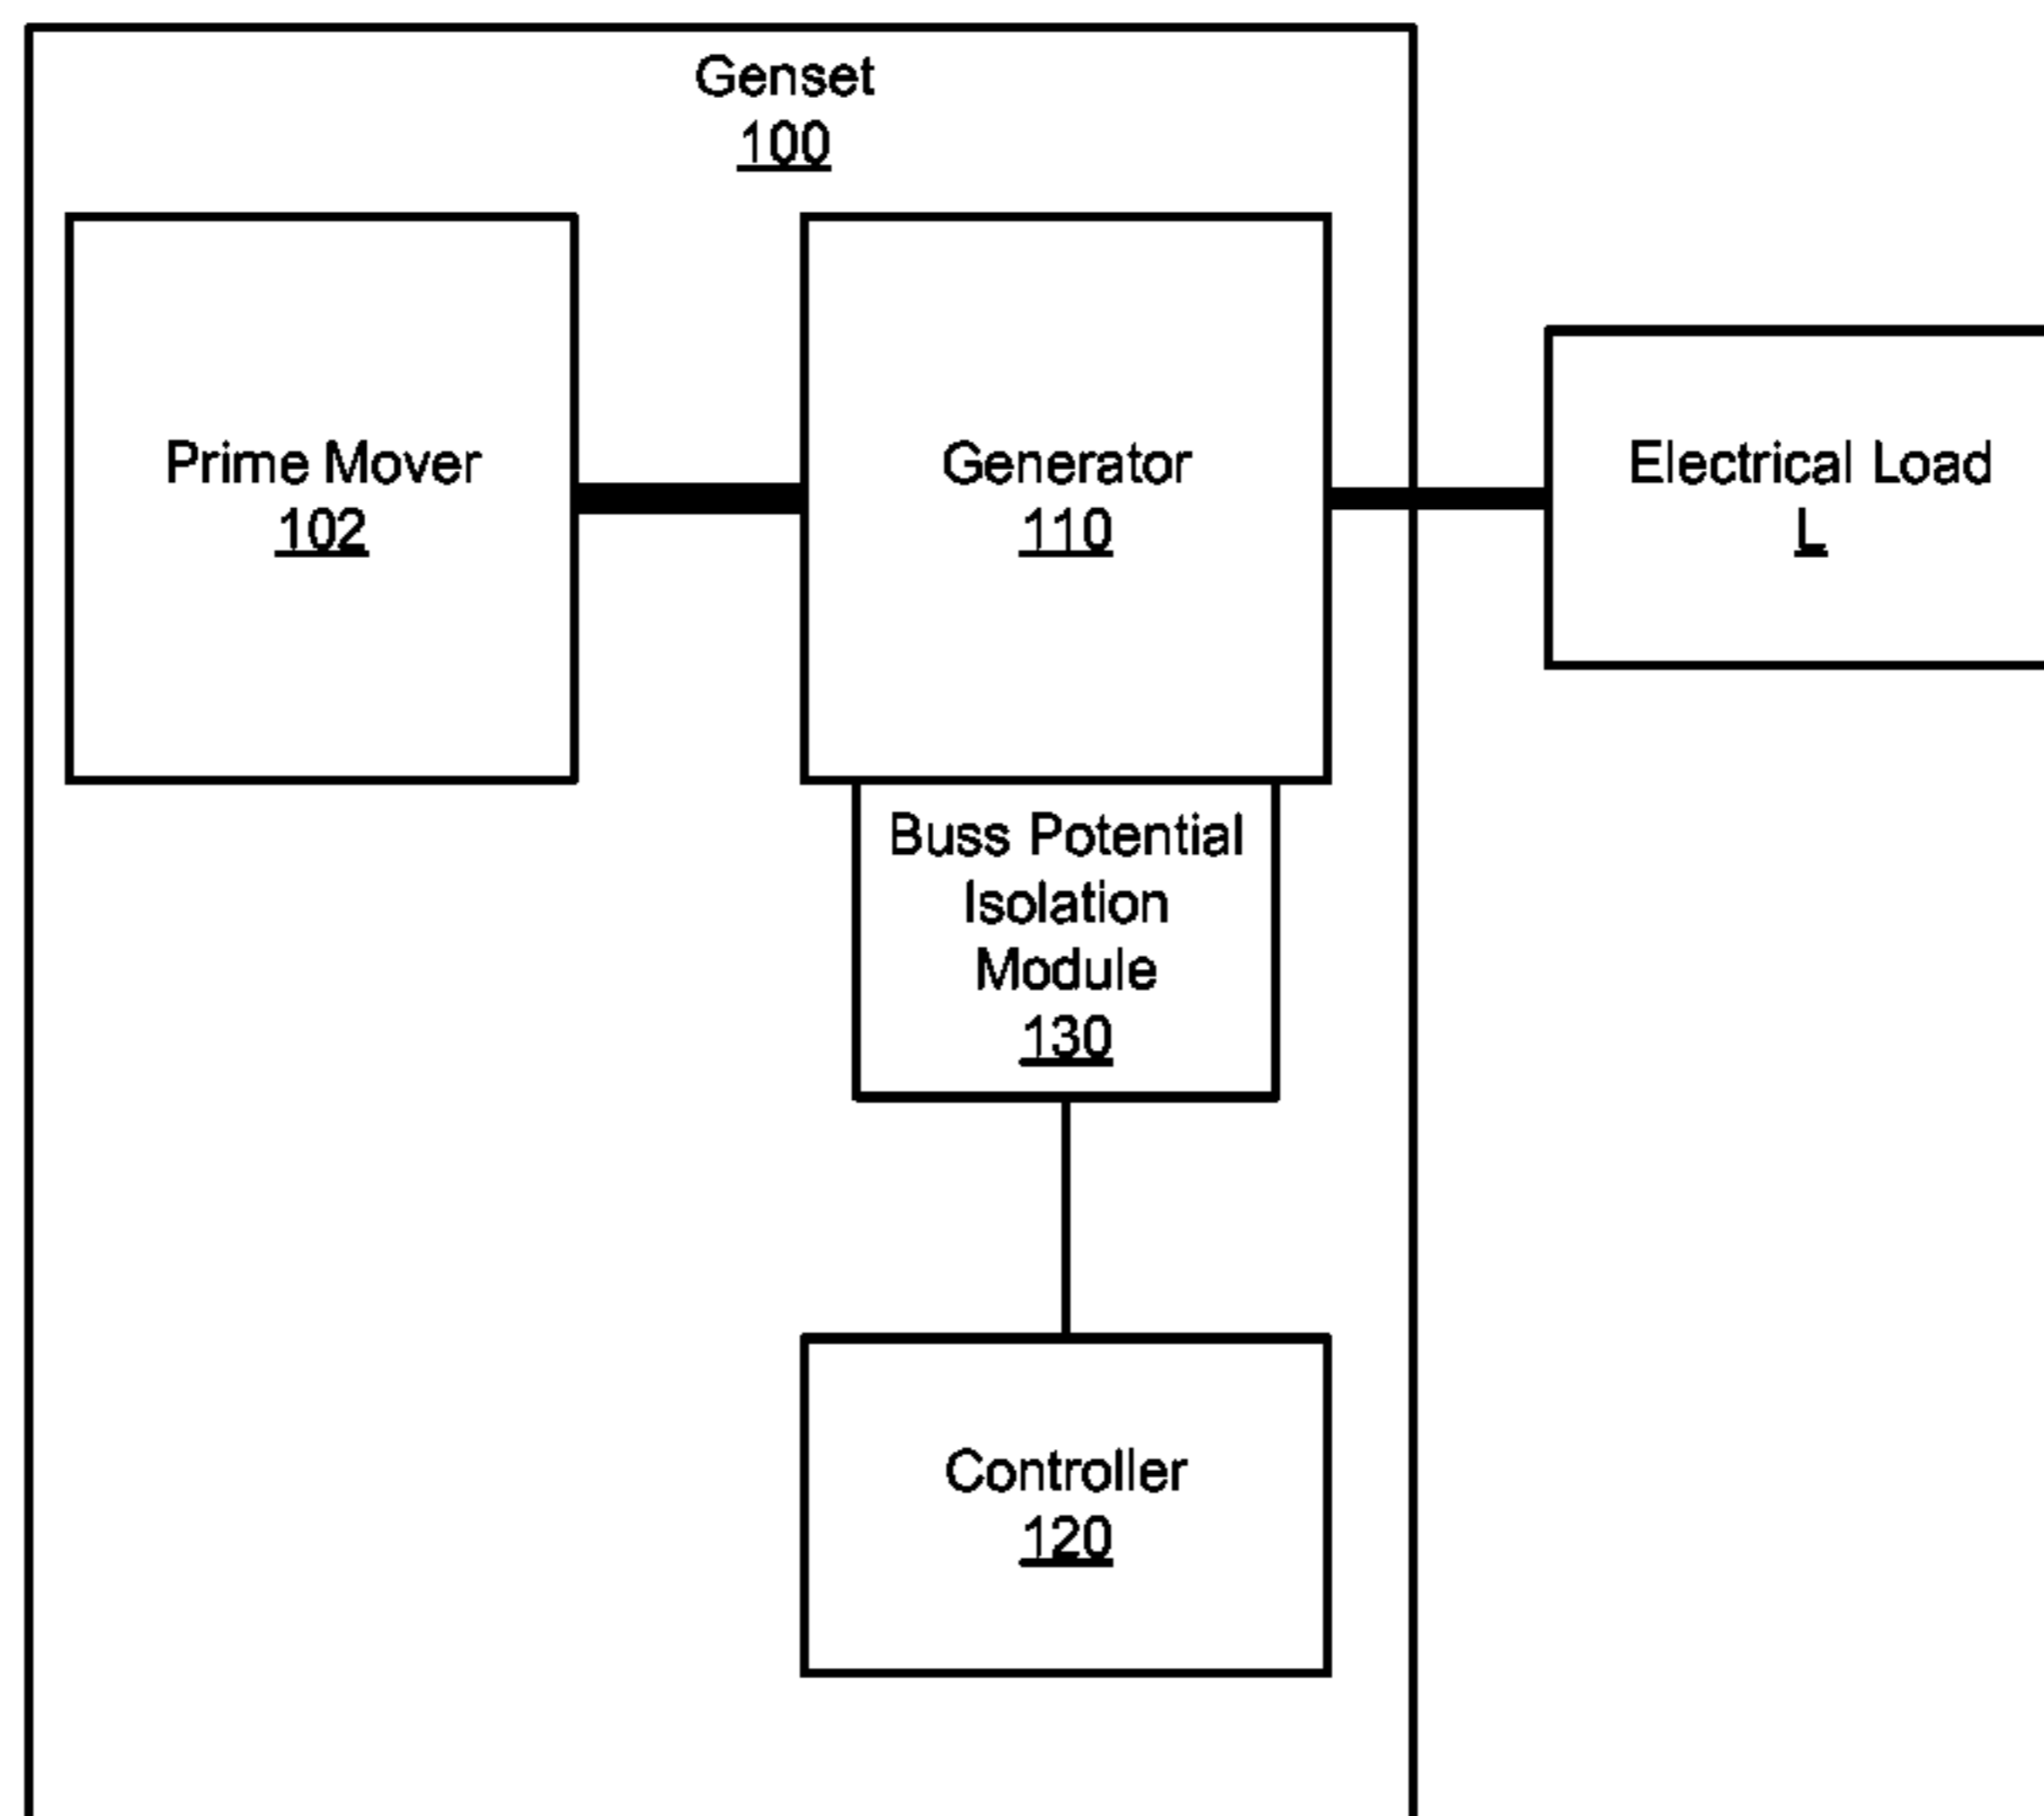 Genset
100
Prime Mover
102
Generator
110
Electrical Load
L
Buss Potential
Isolation
Module
130
Controller
120